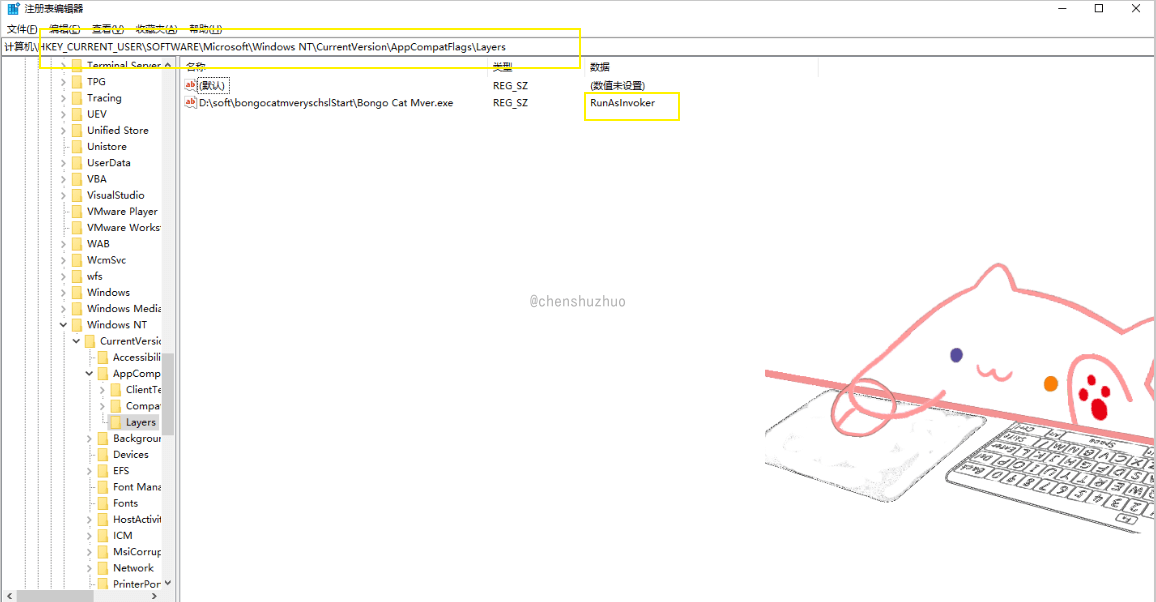 注册表编辑器
文件(F) 编辑(E) 查看(V) 收藏夹(A) 帮助(H)
计算机\HKEY_CURRENT_USER\SOFTWARE\Microsoft\Windows NT\CurrentVersion\AppCompatFlags\Layers
名称 类型 数据
(默认) REG_SZ (数值未设置)
D:\soft\bongocatmveryschslStart\Bongo Cat Mver.exe REG_SZ RunAsInvoker
Terminal Server
TPG
Tracing
UEV
Unified Store
Unistore
UserData
VBA
VisualStudio
VMware Player
VMware Works
WAB
WcmSvc
wfs
Windows
Windows Media
Windows NT
CurrentVersio
Accessibili
AppComp
ClientTe
Compat
Layers
Backgrour
Devices
EFS
Font Mana
Fonts
HostActivit
ICM
MsiCorrup
Network
PrinterPor
@chenshuzhuo